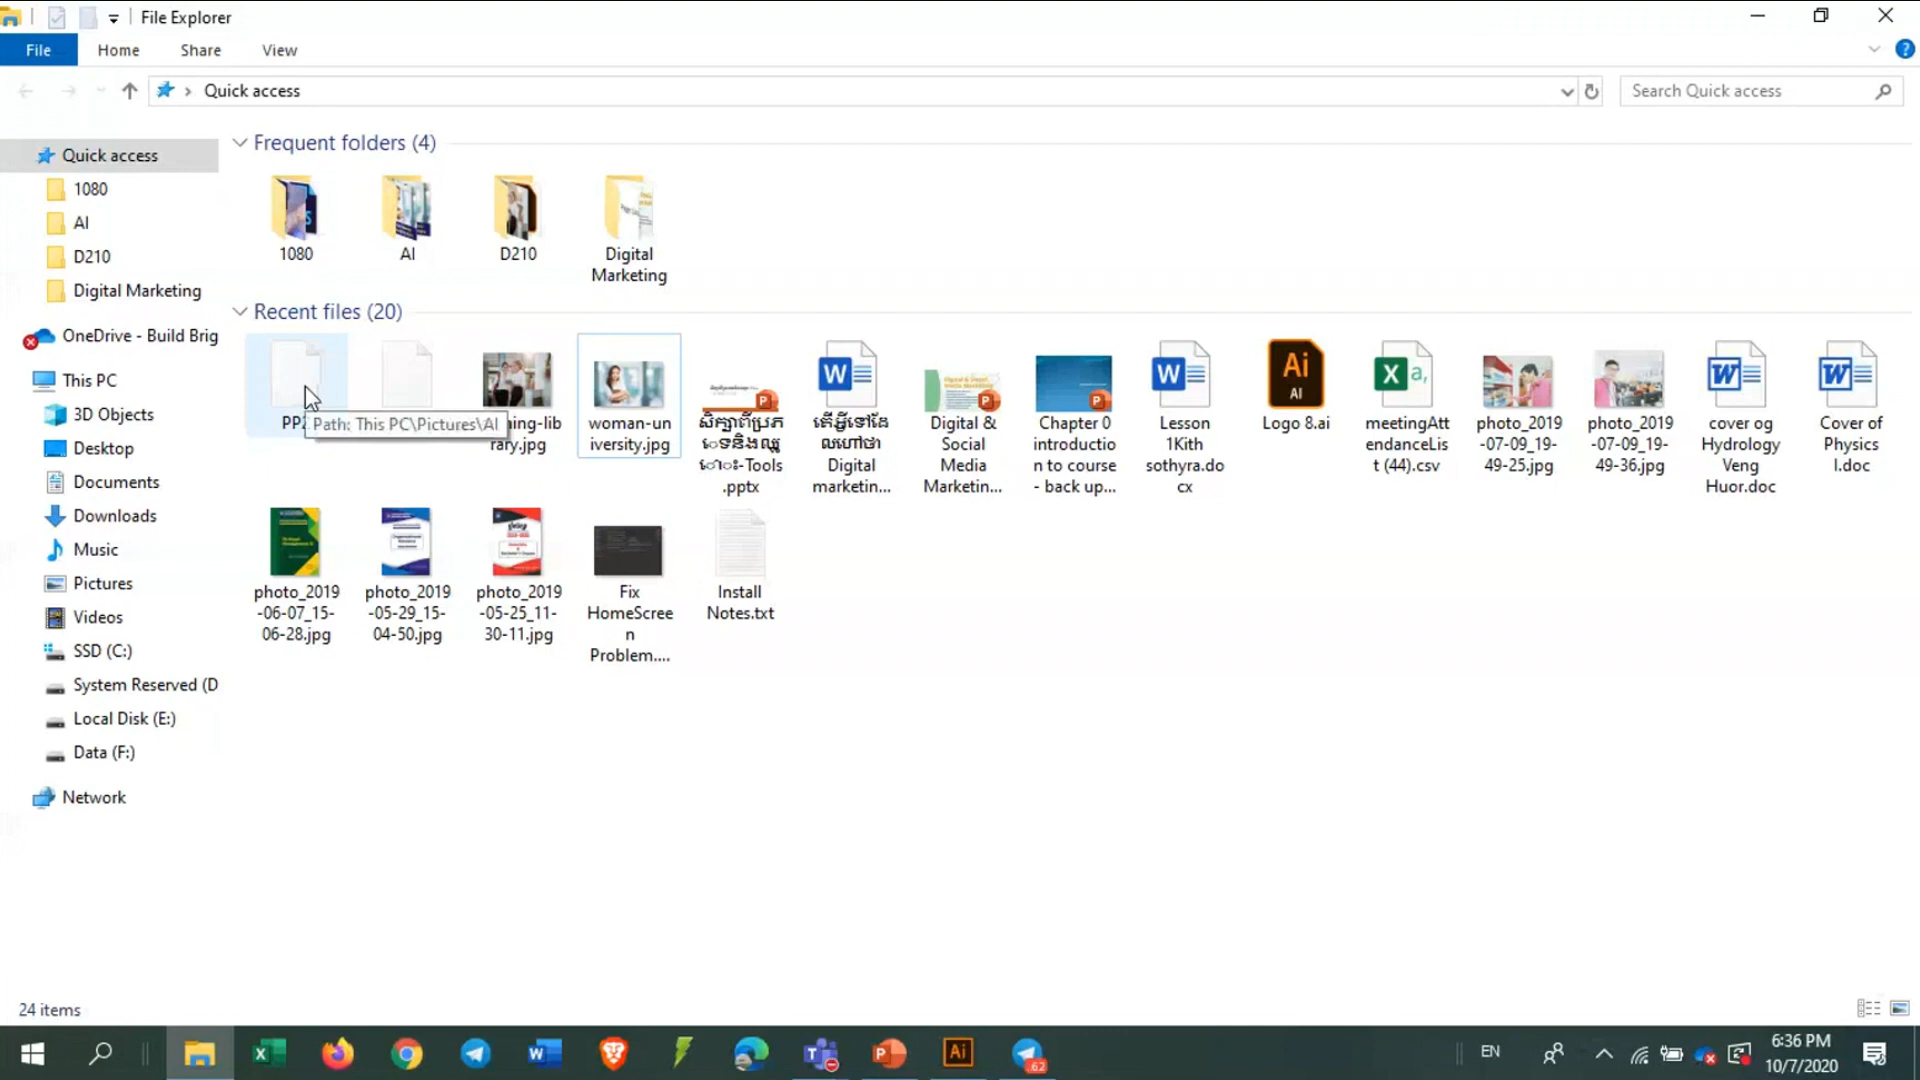 File Explorer
File Home Share View
Quick access
Search Quick access
Quick access
1080
AI
D210
Digital Marketing
OneDrive - Build Brig
This PC
3D Objects
Desktop
Documents
Downloads
Music
Pictures
Videos
SSD (C:)
System Reserved (D
Local Disk (E:)
Data (F:)
Network
Frequent folders (4)
1080
AI
D210
Digital
Marketing
Recent files (20)
Path: This PC\Pictures\AI
rary.jpg
woman-un
iversity.jpg
-Tools
.pptx
Digital
marketin...
Digital &
Social
Media
Marketin...
Chapter 0
introductio
n to course
- back up...
Lesson
1Kith
sothyra.do
cx
Logo 8.ai
meetingAtt
endanceLis
t (44).csv
photo_2019
-07-09_19-
49-25.jpg
photo_2019
-07-09_19-
49-36.jpg
cover og
Hydrology
Veng
Huor.doc
Cover of
Physics
I.doc
photo_2019
-06-07_15-
06-28.jpg
photo_2019
-05-29_15-
04-50.jpg
photo_2019
-05-25_11-
30-11.jpg
Fix
HomeScree
n
Problem....
Install
Notes.txt
24 items
62
EN
6:36 PM
10/7/2020